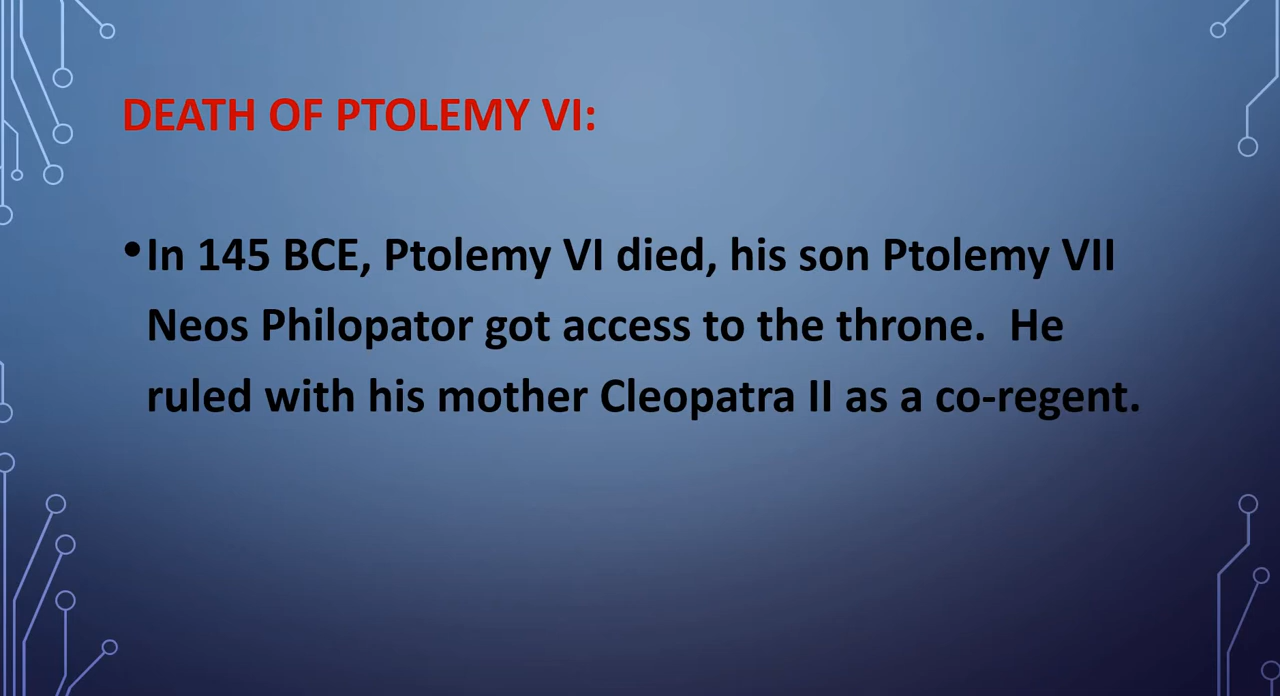 DEATH OF PTOLEMY VI:
•In 145 BCE, Ptolemy VI died, his son Ptolemy VII
Neos Philopator got access to the throne.  He
ruled with his mother Cleopatra II as a co-regent.